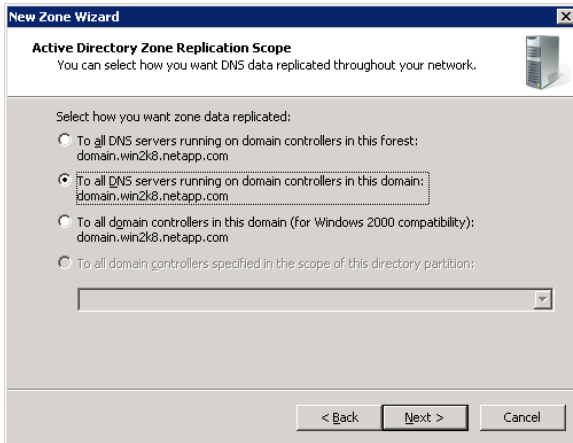 New Zone Wizard
Active Directory Zone Replication Scope
You can select how you want DNS data replicated throughout your network.
Select how you want zone data replicated:
To all DNS servers running on domain controllers in this forest:
domain.win2k8.netapp.com
To all DNS servers running on domain controllers in this domain:
domain.win2k8.netapp.com
To all domain controllers in this domain (for Windows 2000 compatibility):
domain.win2k8.netapp.com
To all domain controllers specified in the scope of this directory partition:
< Back Next > Cancel